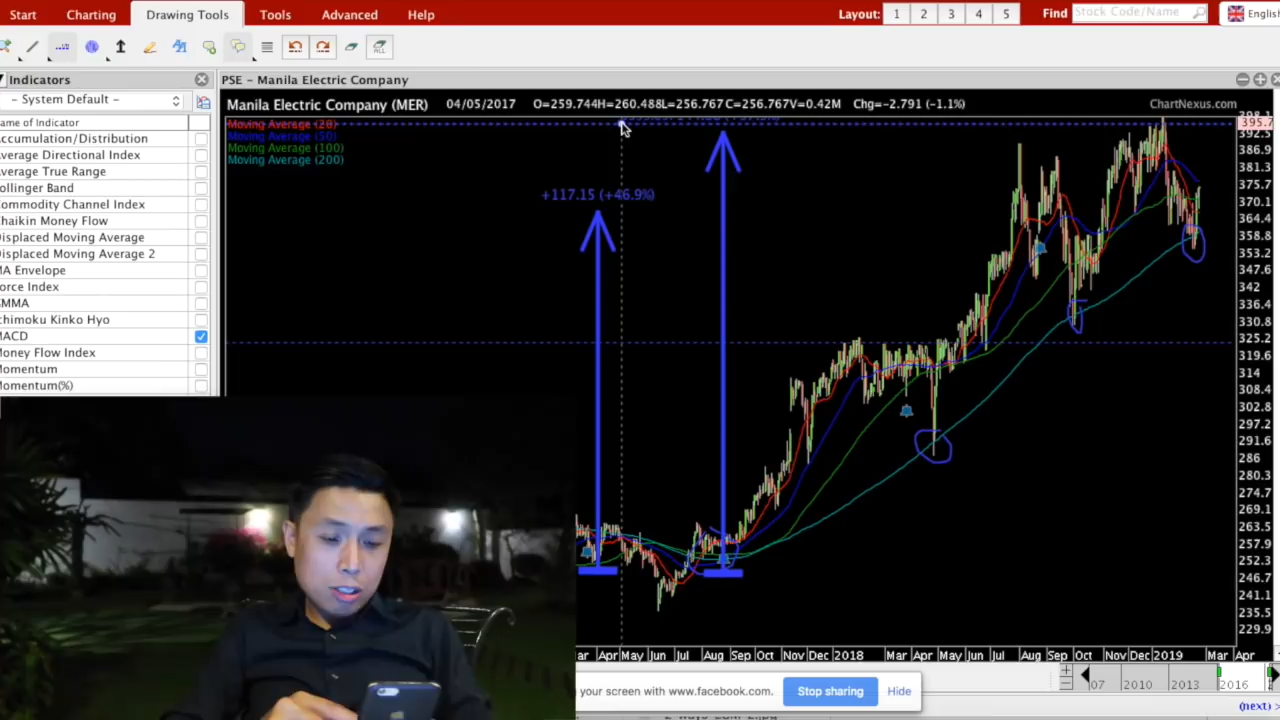 Start Charting Drawing Tools Tools Advanced Help Layout: 1 2 3 4 5 Find Stock Code/Name English
Indicators
PSE - Manila Electric Company
- System Default -
Manila Electric Company (MER) 04/05/2017 O=259.744H=260.488L=256.767C=256.767V=0.42M Chg=-2.791 (-1.1%) ChartNexus.com
ame of Indicator
Accumulation/Distribution
verage Directional Index
verage True Range
ollinger Band
ommodity Channel Index
haikin Money Flow
isplaced Moving Average
isplaced Moving Average 2
A Envelope
orce Index
MMA
chimoku Kinko Hyo
MACD
oney Flow Index
omentum
omentum(%)
Moving Average (20)
Moving Average (50)
Moving Average (100)
Moving Average (200)
+117.15 (+46.9%)
395.7
392.5
386.9
381.3
375.7
370.1
364.4
358.8
353.2
347.6
342
336.4
330.8
325.2
319.6
314
308.4
302.8
297.2
291.6
286
280.3
274.7
269.1
263.5
257.9
252.3
246.7
241.1
235.5
229.9
ar Apr May Jun Jul Aug Sep Oct Nov Dec 2018 Mar Apr May Jun Jul Aug Sep Oct Nov Dec 2019 Mar Apr
07 2010 2013 2016
g your screen with www.facebook.com. Stop sharing Hide
(next) >